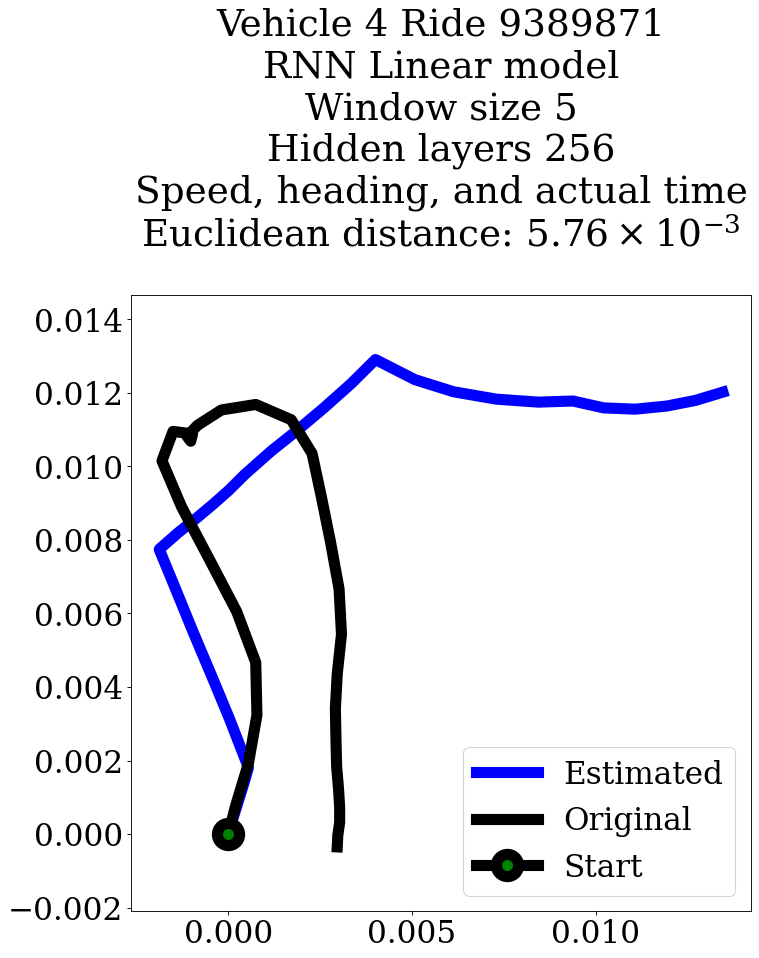 Vehicle 4 Ride 9389871
RNN Linear model
Window size 5
Hidden layers 256
Speed, heading, and actual time
Euclidean distance: 5.76 × 10⁻³
0.014
0.012
0.010
0.008
0.006
0.004
0.002
0.000
−0.002
Estimated
Original
Start
0.000 0.005 0.010